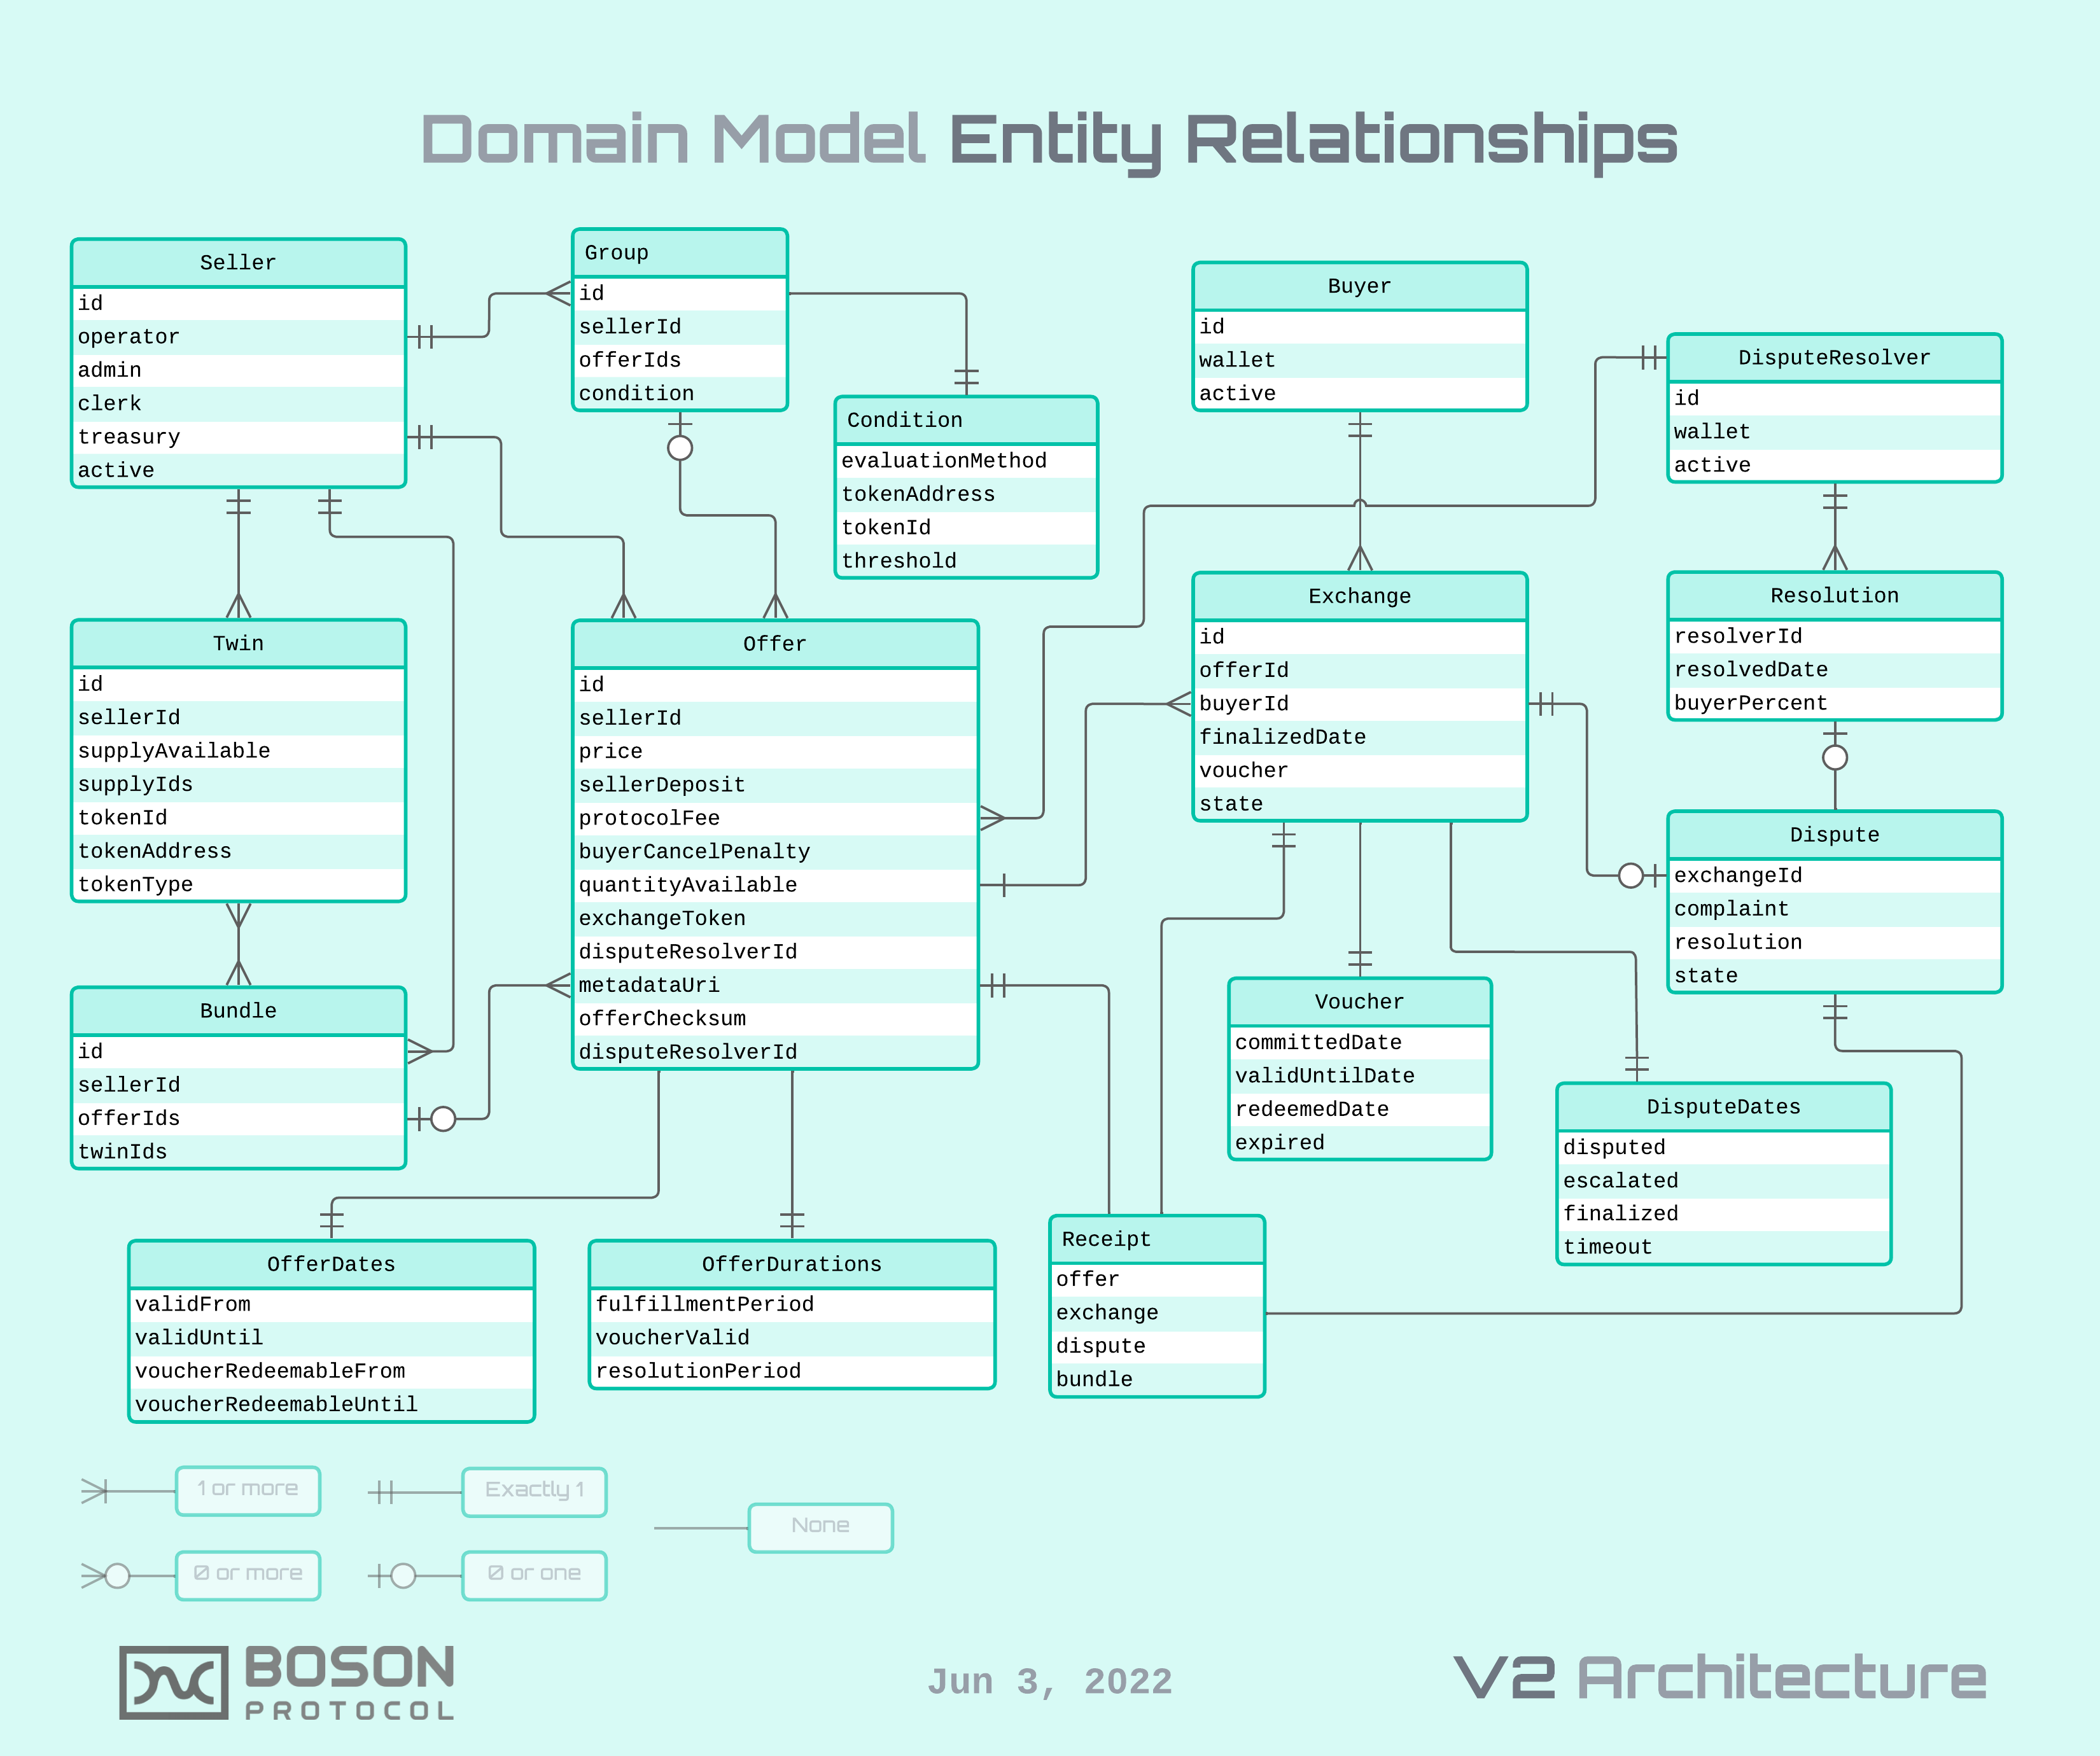 Domain Model Entity Relationships
Seller
id
operator
admin
clerk
treasury
active
Group
id
sellerId
offerIds
condition
Condition
evaluationMethod
tokenAddress
tokenId
threshold
Buyer
id
wallet
active
DisputeResolver
id
wallet
active
Twin
id
sellerId
supplyAvailable
supplyIds
tokenId
tokenAddress
tokenType
Offer
id
sellerId
price
sellerDeposit
protocolFee
buyerCancelPenalty
quantityAvailable
exchangeToken
disputeResolverId
metadataUri
offerChecksum
disputeResolverId
Exchange
id
offerId
buyerId
finalizedDate
voucher
state
Resolution
resolverId
resolvedDate
buyerPercent
Dispute
exchangeId
complaint
resolution
state
Bundle
id
sellerId
offerIds
twinIds
Voucher
committedDate
validUntilDate
redeemedDate
expired
DisputeDates
disputed
escalated
finalized
timeout
OfferDates
validFrom
validUntil
voucherRedeemableFrom
voucherRedeemableUntil
OfferDurations
fulfillmentPeriod
voucherValid
resolutionPeriod
Receipt
offer
exchange
dispute
bundle
1 or more
Exactly 1
None
0 or more
0 or one
BOSON
PROTOCOL
Jun 3, 2022
V2 Architecture